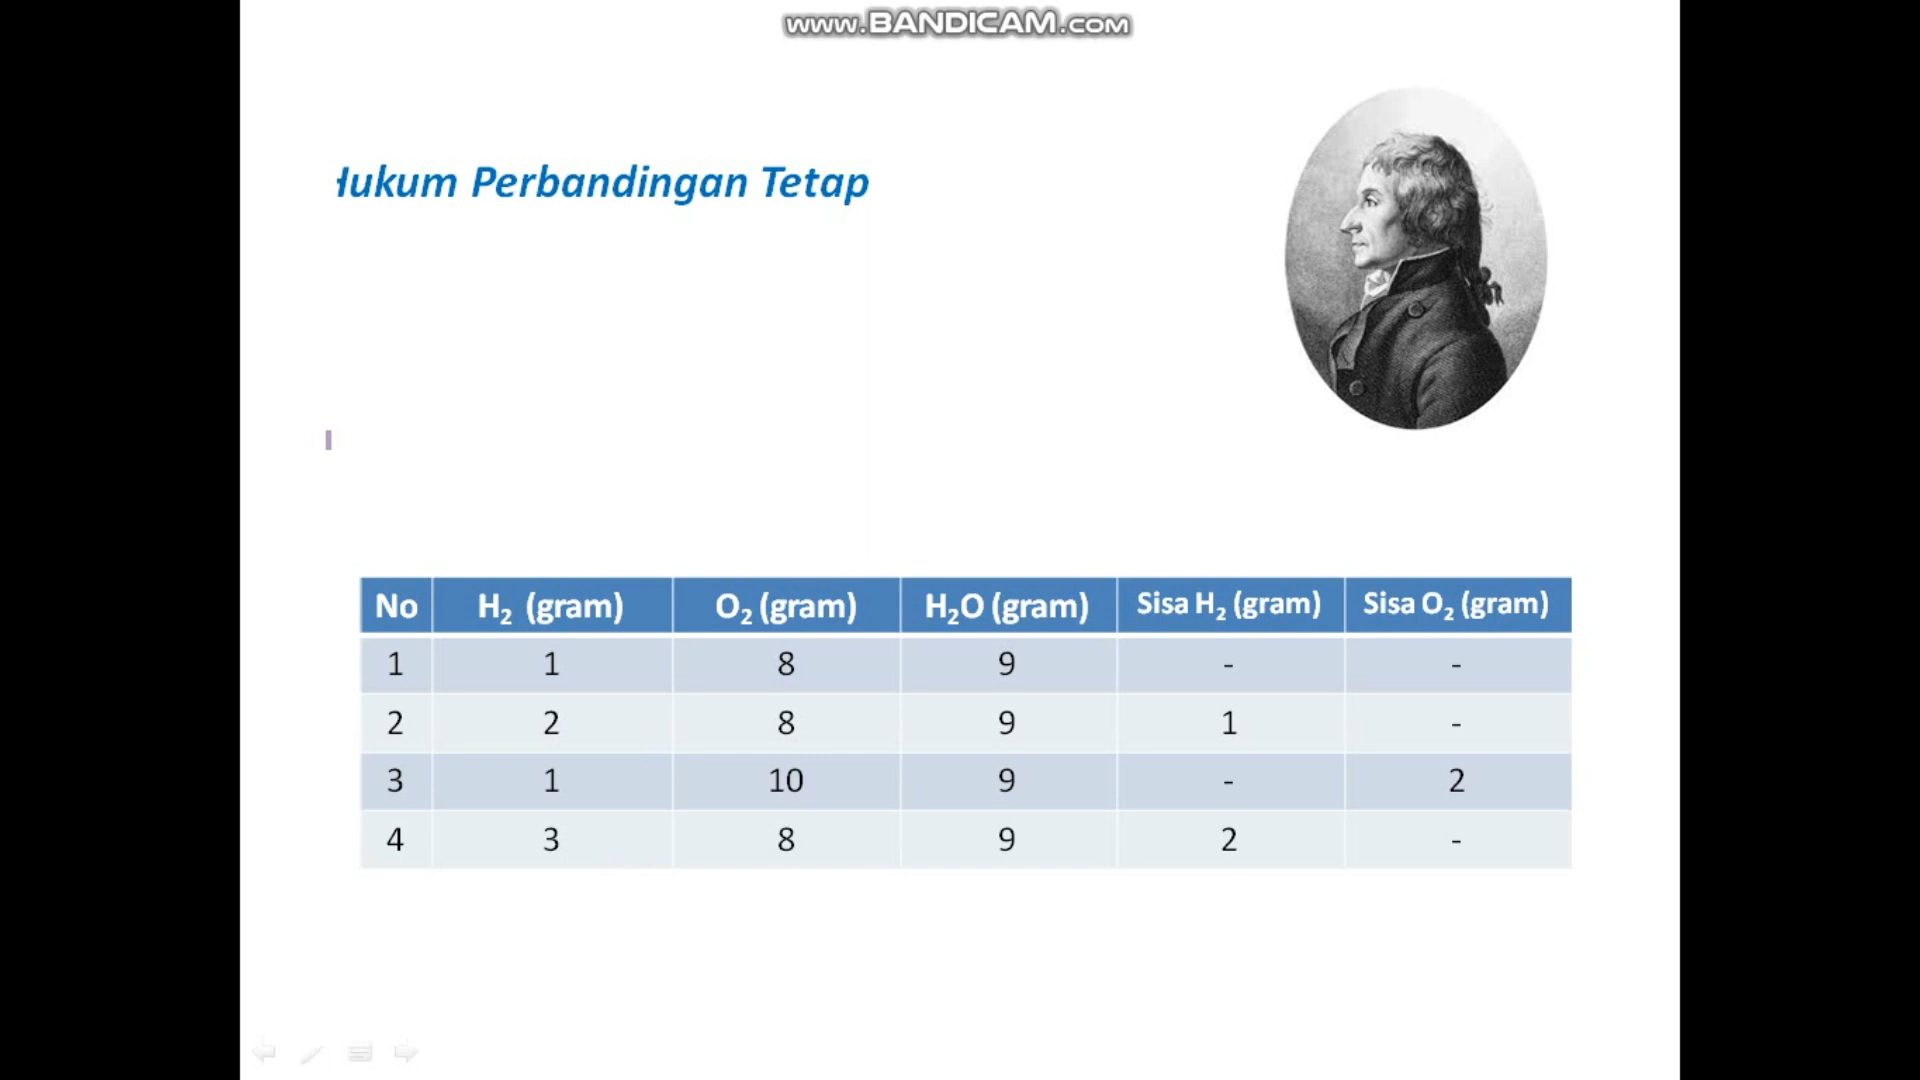 www.BANDICAM.com
Hukum Perbandingan Tetap
No H₂ (gram) O₂ (gram) H₂O (gram) Sisa H₂ (gram) Sisa O₂ (gram)
1 1 8 9 - -
2 2 8 9 1 -
3 1 10 9 - 2
4 3 8 9 2 -